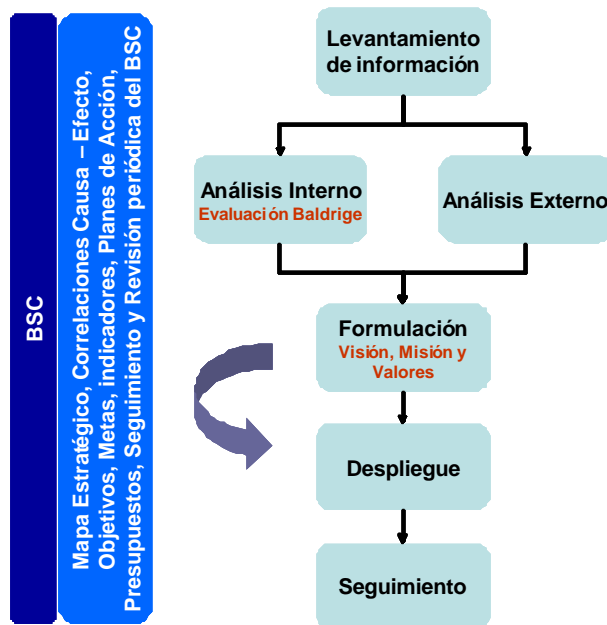 BSC
Mapa Estratégico, Correlaciones Causa – Efecto,
Objetivos, Metas, indicadores, Planes de Acción,
Presupuestos, Seguimiento y Revisión periódica del BSC
Levantamiento
de información
Análisis Interno
Evaluación Baldrige
Análisis Externo
Formulación
Visión, Misión y
Valores
Despliegue
Seguimiento